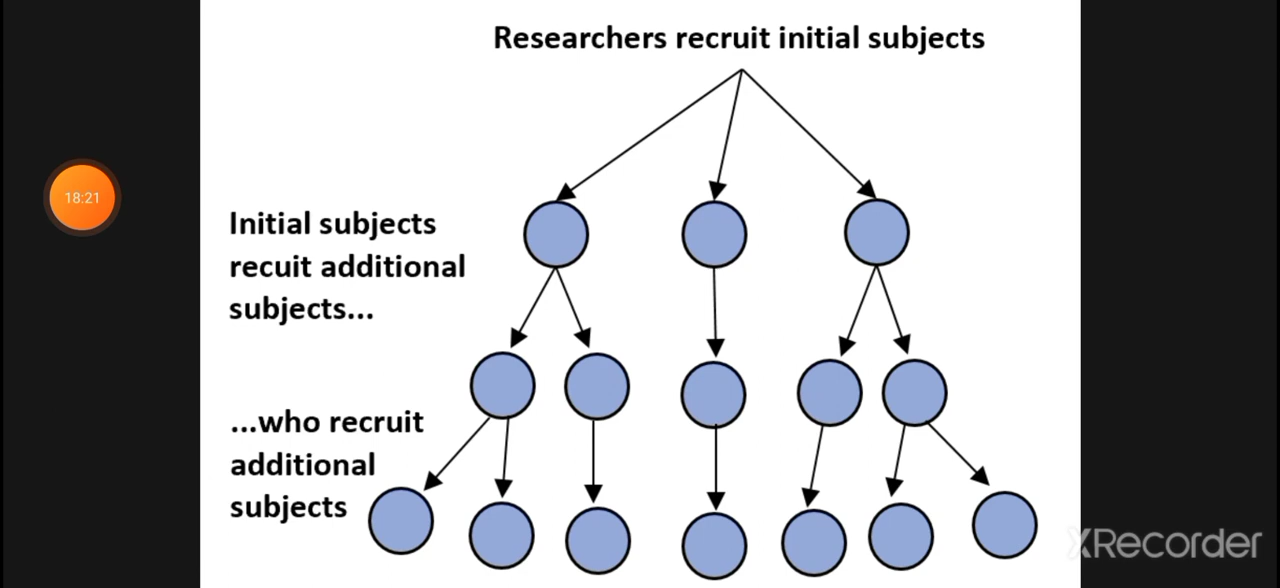 Researchers recruit initial subjects
18:21
Initial subjects
recuit additional
subjects...
...who recruit
additional
subjects
XRecorder